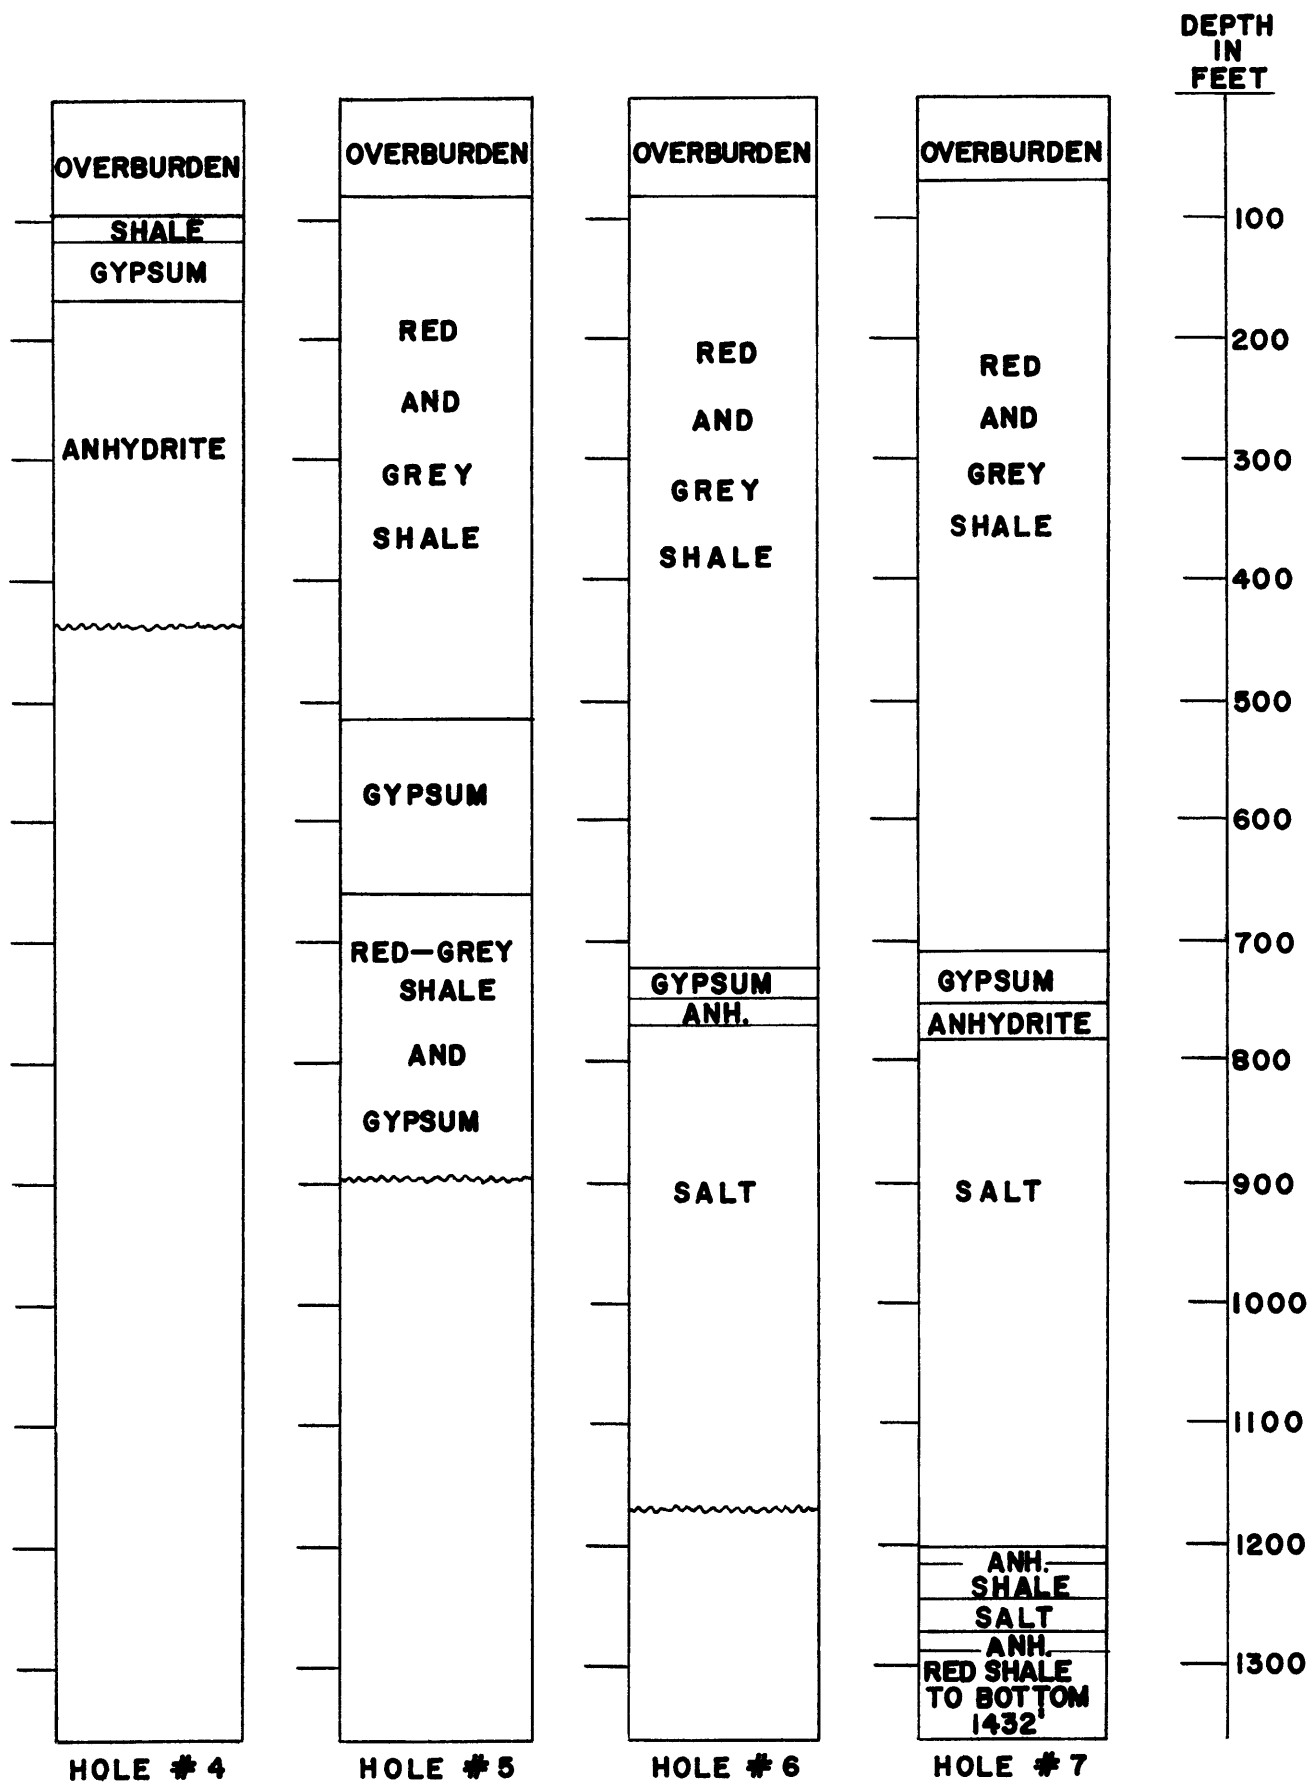 OVERBURDEN
SHALE
GYPSUM
ANHYDRITE
HOLE #4
OVERBURDEN
RED
AND
GREY
SHALE
GYPSUM
RED-GREY
SHALE
AND
GYPSUM
HOLE #5
OVERBURDEN
RED
AND
GREY
SHALE
GYPSUM
ANH.
SALT
HOLE #6
OVERBURDEN
RED
AND
GREY
SHALE
GYPSUM
ANHYDRITE
SALT
ANH.
SHALE
SALT
ANH.
RED SHALE
TO BOTTOM
1432'
HOLE #7
DEPTH
IN
FEET
100
200
300
400
500
600
700
800
900
1000
1100
1200
1300